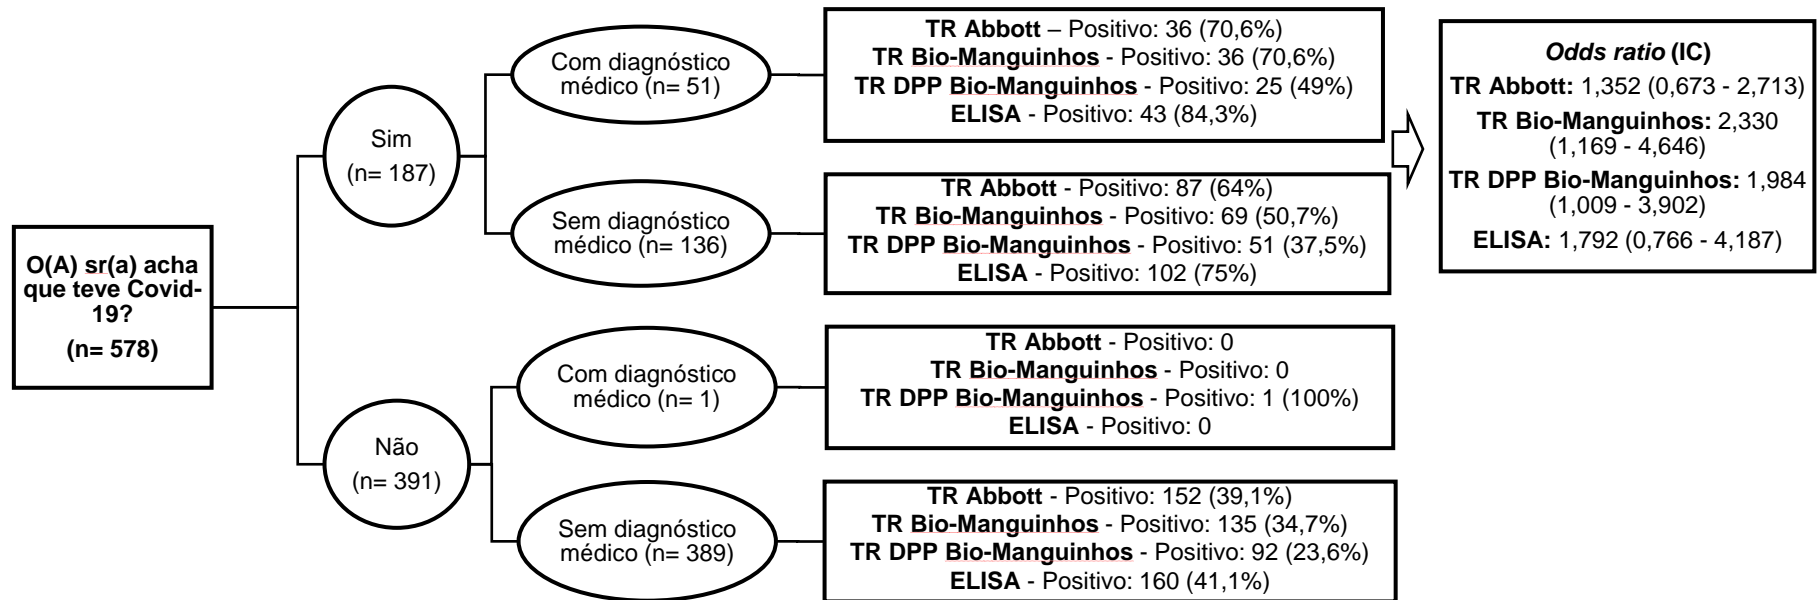 O(A) sr(a) acha
que teve Covid-
19?
(n= 578)
Sim
(n= 187)
Com diagnóstico
médico (n= 51)
TR Abbott – Positivo: 36 (70,6%)
TR Bio-Manguinhos - Positivo: 36 (70,6%)
TR DPP Bio-Manguinhos - Positivo: 25 (49%)
ELISA - Positivo: 43 (84,3%)
Sem diagnóstico
médico (n= 136)
TR Abbott - Positivo: 87 (64%)
TR Bio-Manguinhos - Positivo: 69 (50,7%)
TR DPP Bio-Manguinhos - Positivo: 51 (37,5%)
ELISA - Positivo: 102 (75%)
Odds ratio (IC)
TR Abbott: 1,352 (0,673 - 2,713)
TR Bio-Manguinhos: 2,330
(1,169 - 4,646)
TR DPP Bio-Manguinhos: 1,984
(1,009 - 3,902)
ELISA: 1,792 (0,766 - 4,187)
Não
(n= 391)
Com diagnóstico
médico (n= 1)
TR Abbott - Positivo: 0
TR Bio-Manguinhos - Positivo: 0
TR DPP Bio-Manguinhos - Positivo: 1 (100%)
ELISA - Positivo: 0
Sem diagnóstico
médico (n= 389)
TR Abbott - Positivo: 152 (39,1%)
TR Bio-Manguinhos - Positivo: 135 (34,7%)
TR DPP Bio-Manguinhos - Positivo: 92 (23,6%)
ELISA - Positivo: 160 (41,1%)